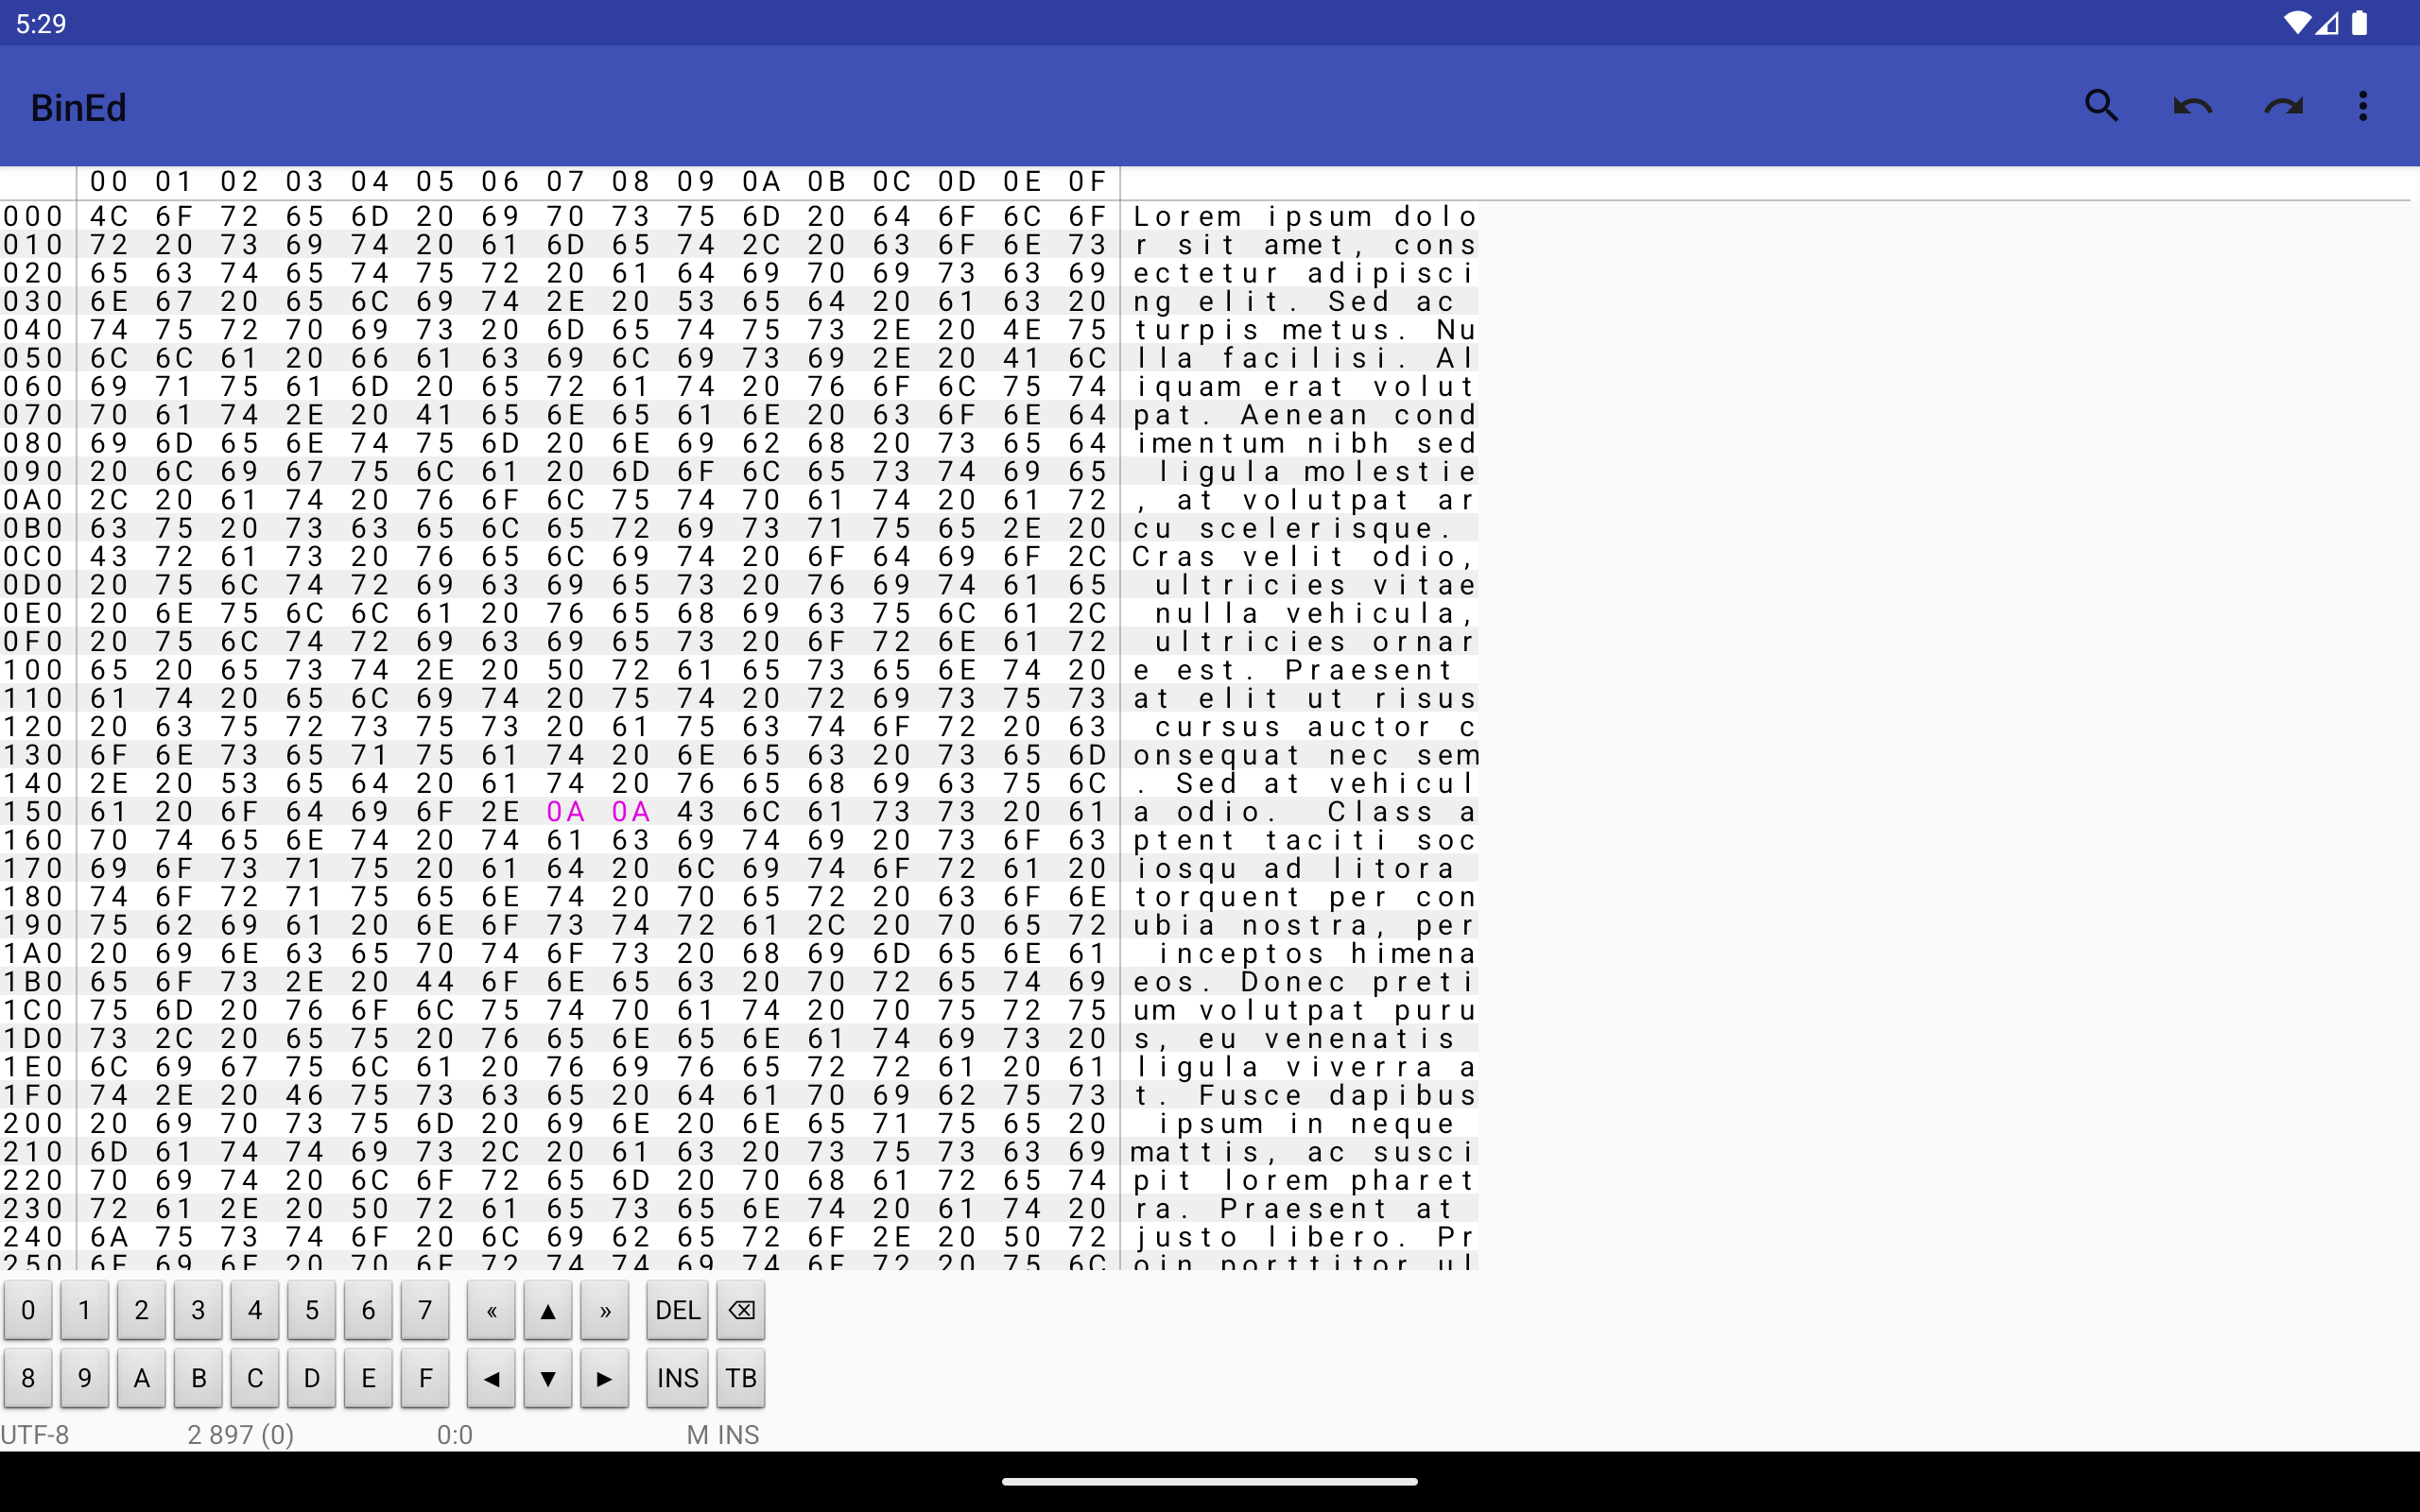 5:29
BinEd
00 01 02 03 04 05 06 07 08 09 0A 0B 0C 0D 0E 0F
000 4C 6F 72 65 6D 20 69 70 73 75 6D 20 64 6F 6C 6F Lorem ipsum dolo
010 72 20 73 69 74 20 61 6D 65 74 2C 20 63 6F 6E 73 r sit amet, cons
020 65 63 74 65 74 75 72 20 61 64 69 70 69 73 63 69 ectetur adipisci
030 6E 67 20 65 6C 69 74 2E 20 53 65 64 20 61 63 20 ng elit. Sed ac
040 74 75 72 70 69 73 20 6D 65 74 75 73 2E 20 4E 75 turpis metus. Nu
050 6C 6C 61 20 66 61 63 69 6C 69 73 69 2E 20 41 6C lla facilisi. Al
060 69 71 75 61 6D 20 65 72 61 74 20 76 6F 6C 75 74 iquam erat volut
070 70 61 74 2E 20 41 65 6E 65 61 6E 20 63 6F 6E 64 pat. Aenean cond
080 69 6D 65 6E 74 75 6D 20 6E 69 62 68 20 73 65 64 imentum nibh sed
090 20 6C 69 67 75 6C 61 20 6D 6F 6C 65 73 74 69 65 ligula molestie
0A0 2C 20 61 74 20 76 6F 6C 75 74 70 61 74 20 61 72 , at volutpat ar
0B0 63 75 20 73 63 65 6C 65 72 69 73 71 75 65 2E 20 cu scelerisque.
0C0 43 72 61 73 20 76 65 6C 69 74 20 6F 64 69 6F 2C Cras velit odio,
0D0 20 75 6C 74 72 69 63 69 65 73 20 76 69 74 61 65 ultricies vitae
0E0 20 6E 75 6C 6C 61 20 76 65 68 69 63 75 6C 61 2C nulla vehicula,
0F0 20 75 6C 74 72 69 63 69 65 73 20 6F 72 6E 61 72 ultricies ornar
100 65 20 65 73 74 2E 20 50 72 61 65 73 65 6E 74 20 e est. Praesent
110 61 74 20 65 6C 69 74 20 75 74 20 72 69 73 75 73 at elit ut risus
120 20 63 75 72 73 75 73 20 61 75 63 74 6F 72 20 63 cursus auctor c
130 6F 6E 73 65 71 75 61 74 20 6E 65 63 20 73 65 6D onsequat nec sem
140 2E 20 53 65 64 20 61 74 20 76 65 68 69 63 75 6C . Sed at vehicul
150 61 20 6F 64 69 6F 2E 0A 0A 43 6C 61 73 73 20 61 a odio. Class a
160 70 74 65 6E 74 20 74 61 63 69 74 69 20 73 6F 63 ptent taciti soc
170 69 6F 73 71 75 20 61 64 20 6C 69 74 6F 72 61 20 iosqu ad litora
180 74 6F 72 71 75 65 6E 74 20 70 65 72 20 63 6F 6E torquent per con
190 75 62 69 61 20 6E 6F 73 74 72 61 2C 20 70 65 72 ubia nostra, per
1A0 20 69 6E 63 65 70 74 6F 73 20 68 69 6D 65 6E 61 inceptos himena
1B0 65 6F 73 2E 20 44 6F 6E 65 63 20 70 72 65 74 69 eos. Donec preti
1C0 75 6D 20 76 6F 6C 75 74 70 61 74 20 70 75 72 75 um volutpat puru
1D0 73 2C 20 65 75 20 76 65 6E 65 6E 61 74 69 73 20 s, eu venenatis
1E0 6C 69 67 75 6C 61 20 76 69 76 65 72 72 61 20 61 ligula viverra a
1F0 74 2E 20 46 75 73 63 65 20 64 61 70 69 62 75 73 t. Fusce dapibus
200 20 69 70 73 75 6D 20 69 6E 20 6E 65 71 75 65 20 ipsum in neque
210 6D 61 74 74 69 73 2C 20 61 63 20 73 75 73 63 69 mattis, ac susci
220 70 69 74 20 6C 6F 72 65 6D 20 70 68 61 72 65 74 pit lorem pharet
230 72 61 2E 20 50 72 61 65 73 65 6E 74 20 61 74 20 ra. Praesent at
240 6A 75 73 74 6F 20 6C 69 62 65 72 6F 2E 20 50 72 justo libero. Pr
250 6F 69 6E 20 70 6F 72 74 74 69 74 6F 72 20 75 6C oin porttitor ul
0 1 2 3 4 5 6 7 « ▲ » DEL ⌫
8 9 A B C D E F ◄ ▼ ► INS TB
UTF-8 2 897 (0) 0:0 M INS